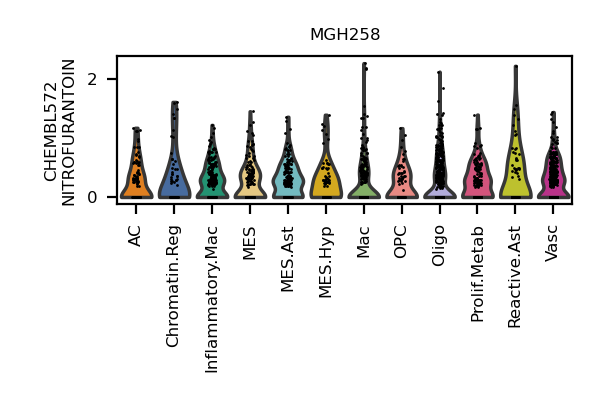 MGH258
CHEMBL572
NITROFURANTOIN
2
0
AC
Chromatin.Reg
Inflammatory.Mac
MES
MES.Ast
MES.Hyp
Mac
OPC
Oligo
Prolif.Metab
Reactive.Ast
Vasc